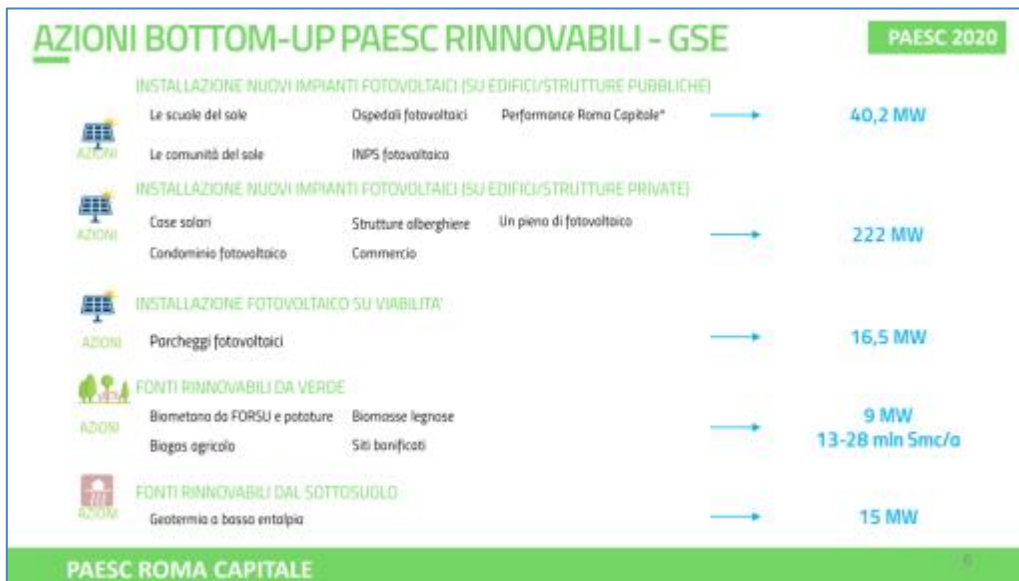 AZIONI BOTTOM-UP PAESC RINNOVABILI - GSE
PAESC 2020
INSTALLAZIONE NUOVI IMPIANTI FOTOVOLTAICI (SU EDIFICI/STRUTTURE PUBBLICHE)
Le scuole del sole Ospedali fotovoltaici Performance Roma Capitale*
40,2 MW
AZIONI
Le comunità del sole INPS fotovoltaico
INSTALLAZIONE NUOVI IMPIANTI FOTOVOLTAICI (SU EDIFICI/STRUTTURE PRIVATE)
Case solari Strutture alberghiere Un pieno di fotovoltaico
AZIONI
222 MW
Condominio fotovoltaico Commercio
INSTALLAZIONE FOTOVOLTAICO SU VIABILITA'
AZIONI
Parcheggi fotovoltaici
16,5 MW
FONTI RINNOVABILI DA VERDE
Biometano da FORSU e potature Biomasse legnose
9 MW
AZIONI
13-28 mln Smc/a
Biogas agricolo Siti bonificati
FONTI RINNOVABILI DAL SOTTOSUOLO
AZIONI
Geotermia a bassa entalpia
15 MW
PAESC ROMA CAPITALE
6